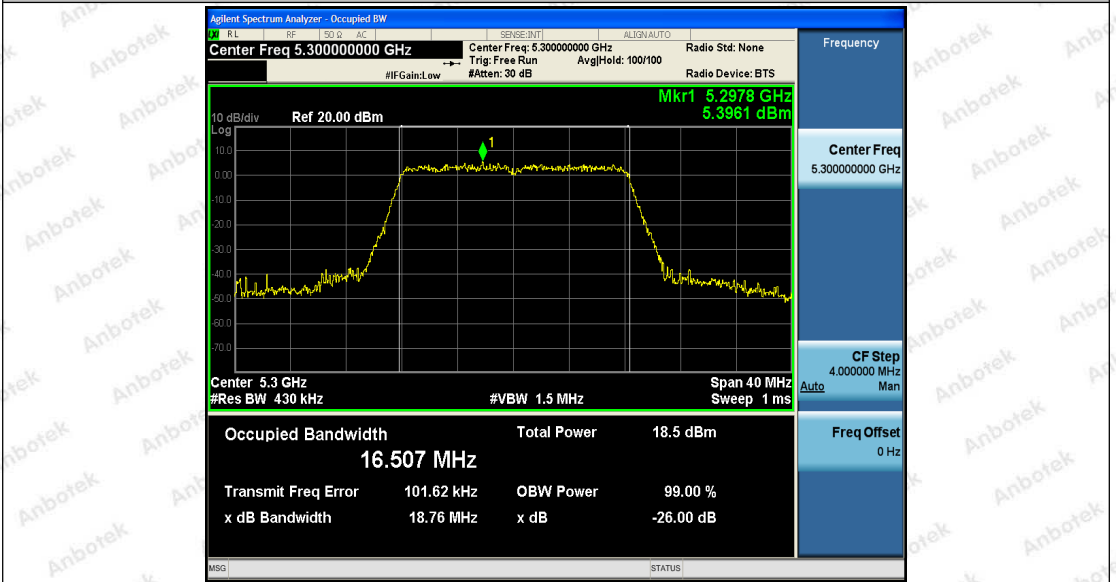 Agilent Spectrum Analyzer - Occupied BW
RL RF 50 Ω AC SENSE:INT ALIGN AUTO
Center Freq 5.300000000 GHz
Center Freq: 5.300000000 GHz Radio Std: None
Trig: Free Run Avg|Hold: 100/100
#IFGain:Low #Atten: 30 dB Radio Device: BTS
Mkr1 5.2978 GHz
5.3961 dBm
10 dB/div Ref 20.00 dBm
Log
1
10.0
0.00
-10.0
-20.0
-30.0
-40.0
-50.0
-60.0
-70.0
Center 5.3 GHz Span 40 MHz
#Res BW 430 kHz #VBW 1.5 MHz Sweep 1 ms
Occupied Bandwidth Total Power 18.5 dBm
16.507 MHz
Transmit Freq Error 101.62 kHz OBW Power 99.00 %
x dB Bandwidth 18.76 MHz x dB -26.00 dB
MSG STATUS
Frequency
Center Freq
5.300000000 GHz
CF Step
4.000000 MHz
Auto Man
Freq Offset
0 Hz
Anbotek